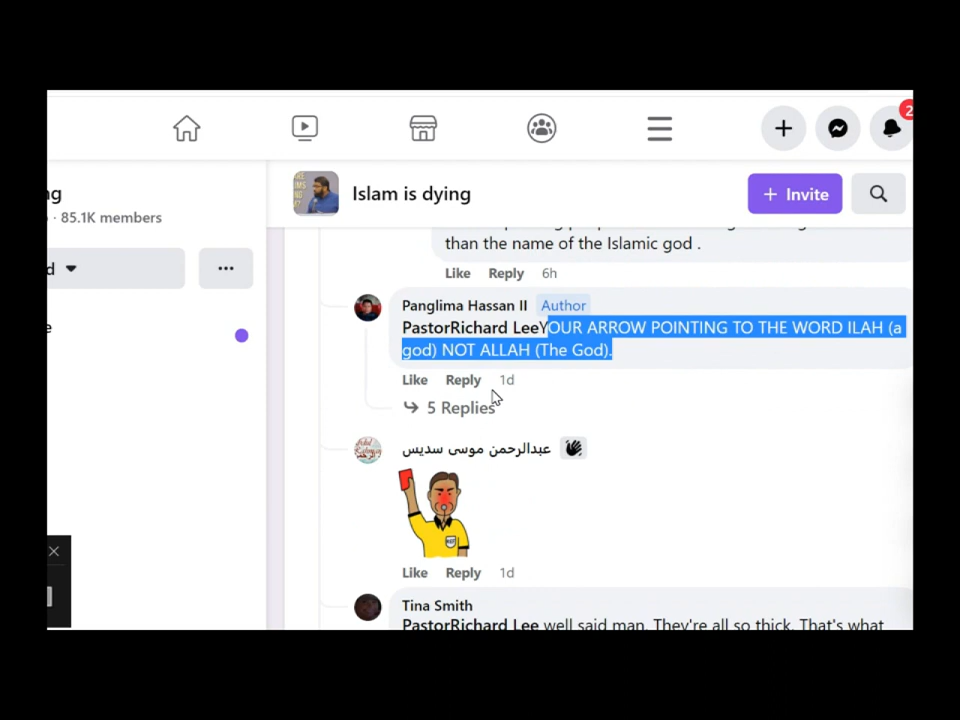 2
ng
Islam is dying
+ Invite
· 85.1K members
d
than the name of the Islamic god .
Like Reply 6h
e
Panglima Hassan II Author
PastorRichard LeeYOUR ARROW POINTING TO THE WORD ILAH (a
god) NOT ALLAH (The God).
Like Reply 1d
5 Replies
عبدالرحمن موسى سديس
Like Reply 1d
Tina Smith
PastorRichard Lee well said man. They're all so thick. That's what